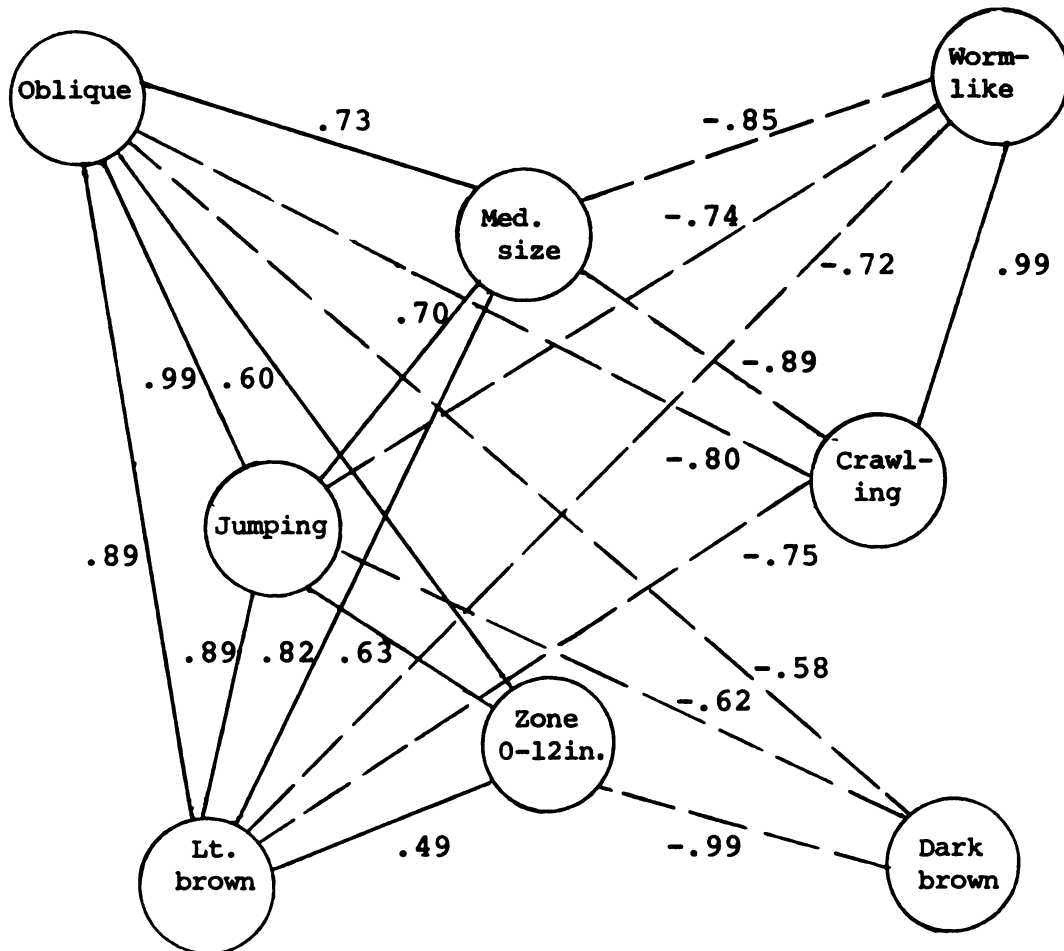 Oblique
Worm-
like
.73
-.85
Med.
size
-.74
-.72
.99
.70
.99
.60
-.89
-.80
Crawl-
ing
Jumping
.89
-.75
.89
.82
.63
-.58
-.62
Zone
0-12in.
Lt.
brown
.49
-.99
Dark
brown